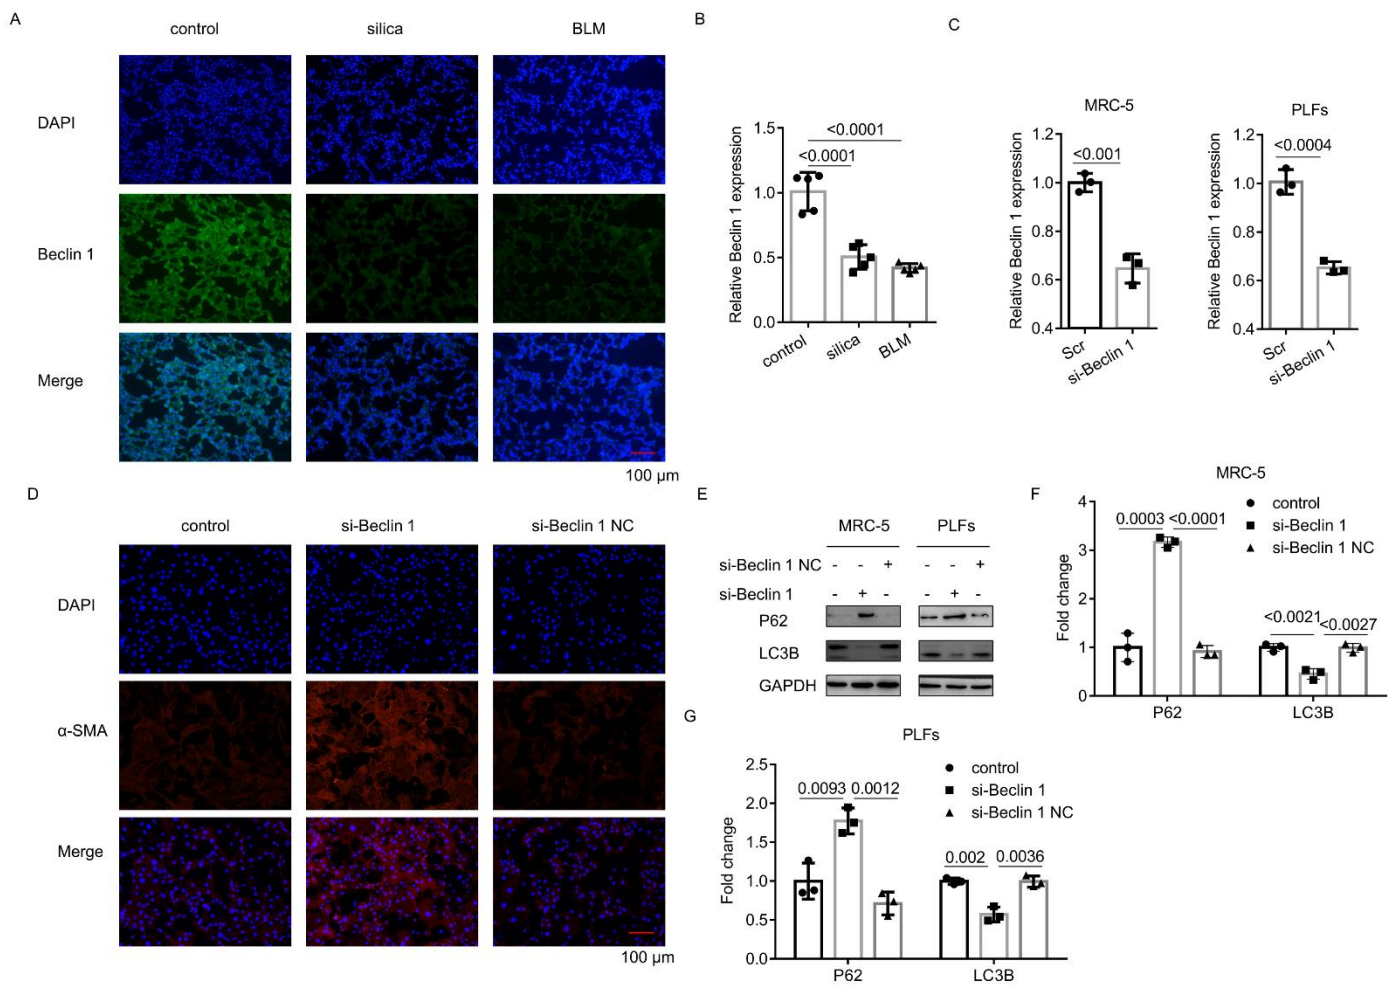 A
control silica BLM
DAPI
Beclin 1
Merge
100 μm
B
Relative Beclin 1 expression
1.5
1.0
0.5
0.0
<0.0001
<0.0001
control silica BLM
C
MRC-5
Relative Beclin 1 expression
1.2
1.0
0.8
0.6
0.4
<0.001
Scr si-Beclin 1
PLFs
Relative Beclin 1 expression
1.2
1.0
0.8
0.6
0.4
<0.0004
Scr si-Beclin 1
D
control si-Beclin 1 si-Beclin 1 NC
DAPI
α-SMA
Merge
100 μm
E
MRC-5 PLFs
si-Beclin 1 NC - - + - - +
si-Beclin 1 - + - - + -
P62
LC3B
GAPDH
F
MRC-5
control
si-Beclin 1
si-Beclin 1 NC
Fold change
4
3
2
1
0
0.0003 <0.0001
<0.0021 <0.0027
P62 LC3B
G
PLFs
control
si-Beclin 1
si-Beclin 1 NC
Fold change
2.5
2.0
1.5
1.0
0.5
0.0
0.0093 0.0012
0.002 0.0036
P62 LC3B